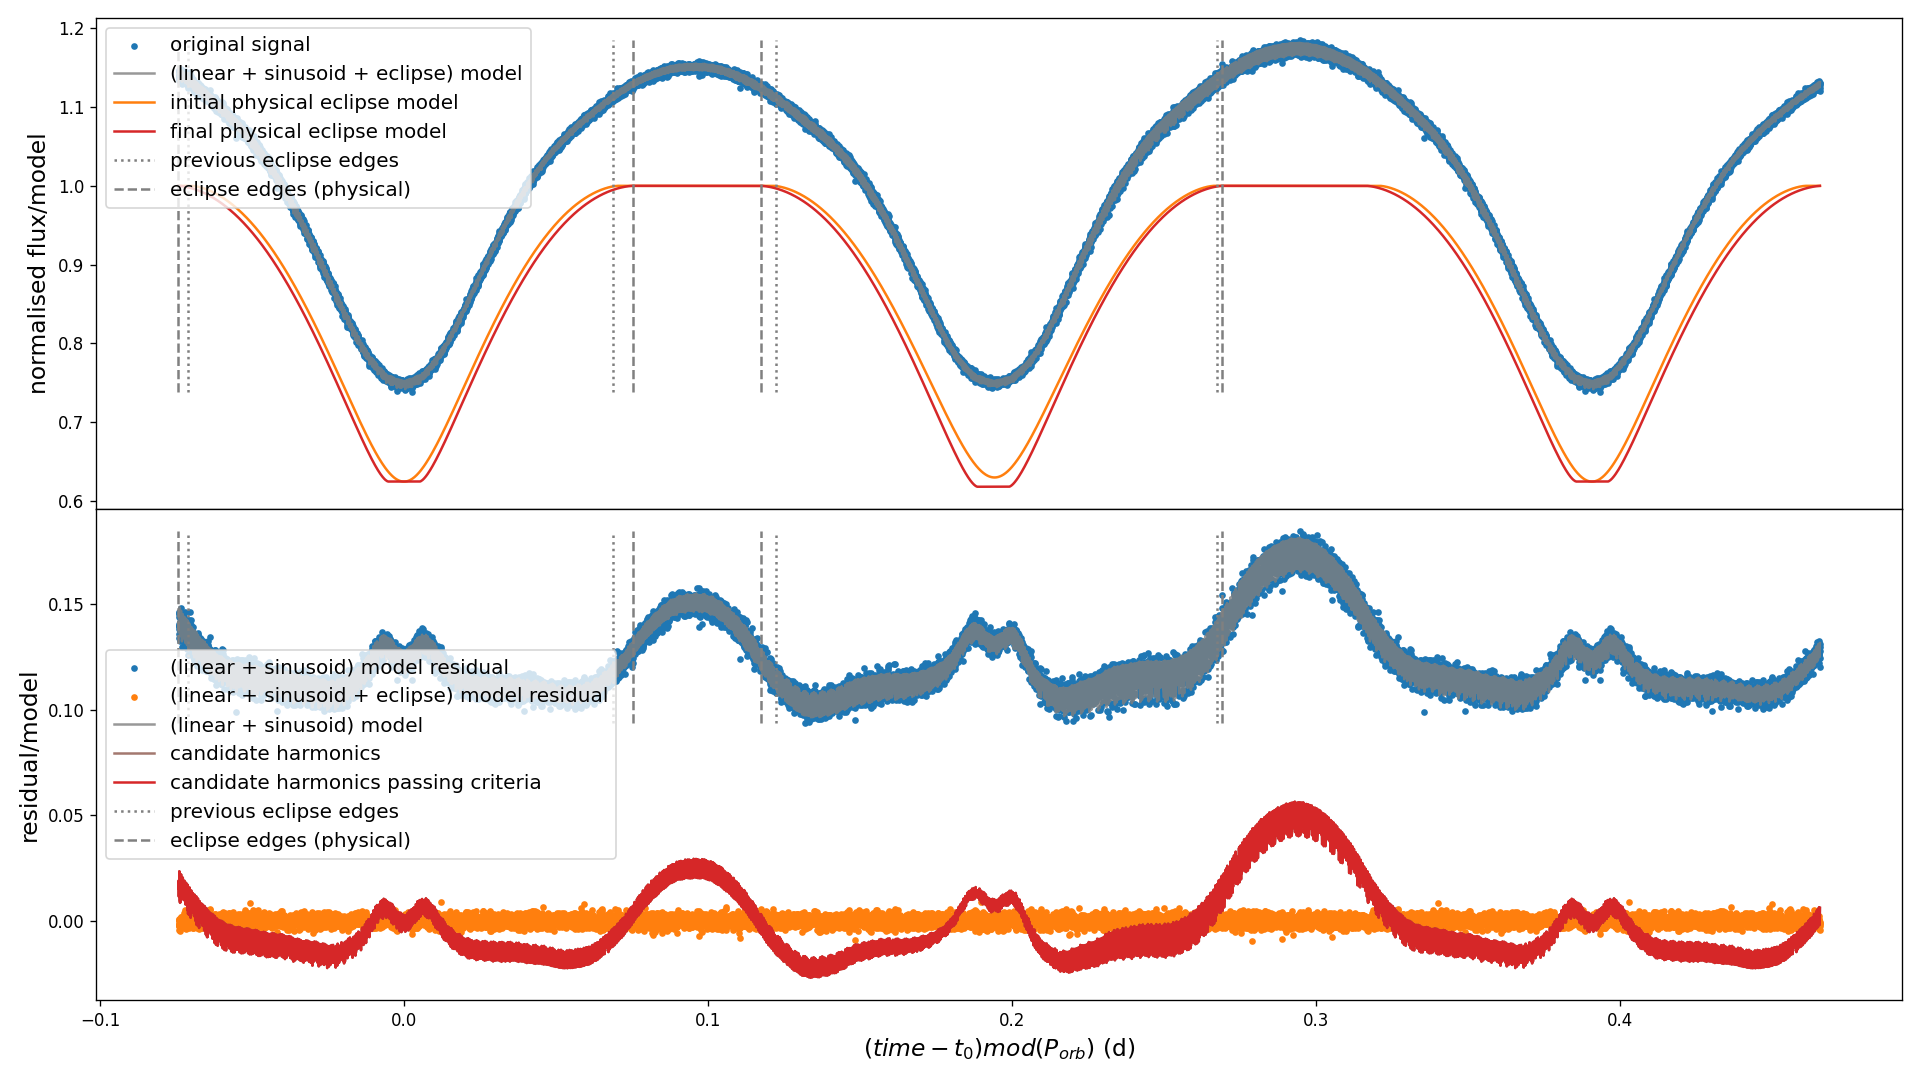 normalised flux/model
1.2
1.1
1.0
0.9
0.8
0.7
0.6
original signal
(linear + sinusoid + eclipse) model
initial physical eclipse model
final physical eclipse model
previous eclipse edges
eclipse edges (physical)
residual/model
0.15
0.10
0.05
0.00
(linear + sinusoid) model residual
(linear + sinusoid + eclipse) model residual
(linear + sinusoid) model
candidate harmonics
candidate harmonics passing criteria
previous eclipse edges
eclipse edges (physical)
−0.1 0.0 0.1 0.2 0.3 0.4
(time − t₀)mod(Pₒᵣb) (d)